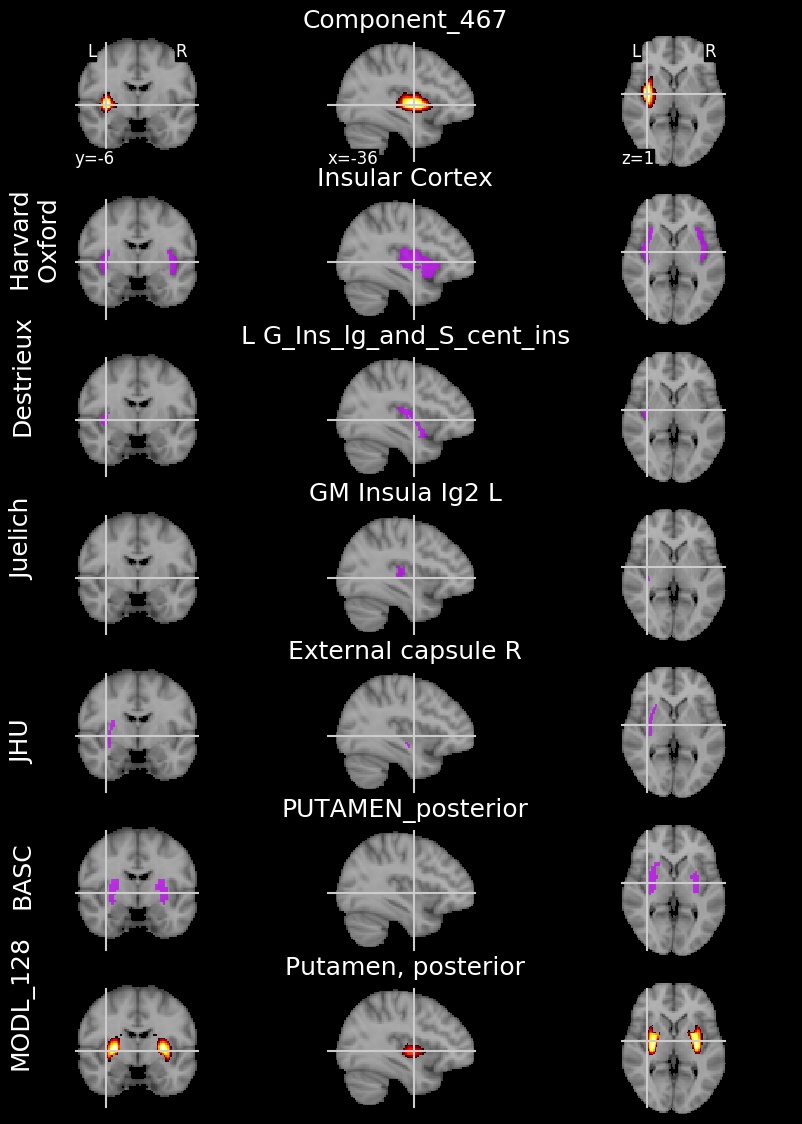 Component_467
L R
L R
y=-6
x=-36
z=1
Insular Cortex
Harvard
Oxford
L G_Ins_lg_and_S_cent_ins
Destrieux
GM Insula Ig2 L
Juelich
External capsule R
JHU
PUTAMEN_posterior
BASC
Putamen, posterior
MODL_128